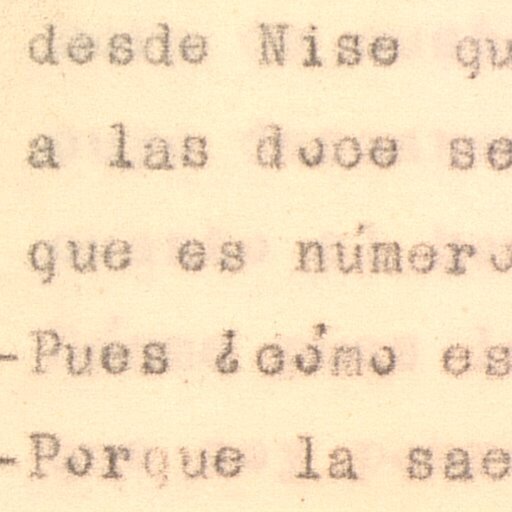 desde Nise qu
a las doce se
que es número
-Pues ¿cómo es
-Porque la sae